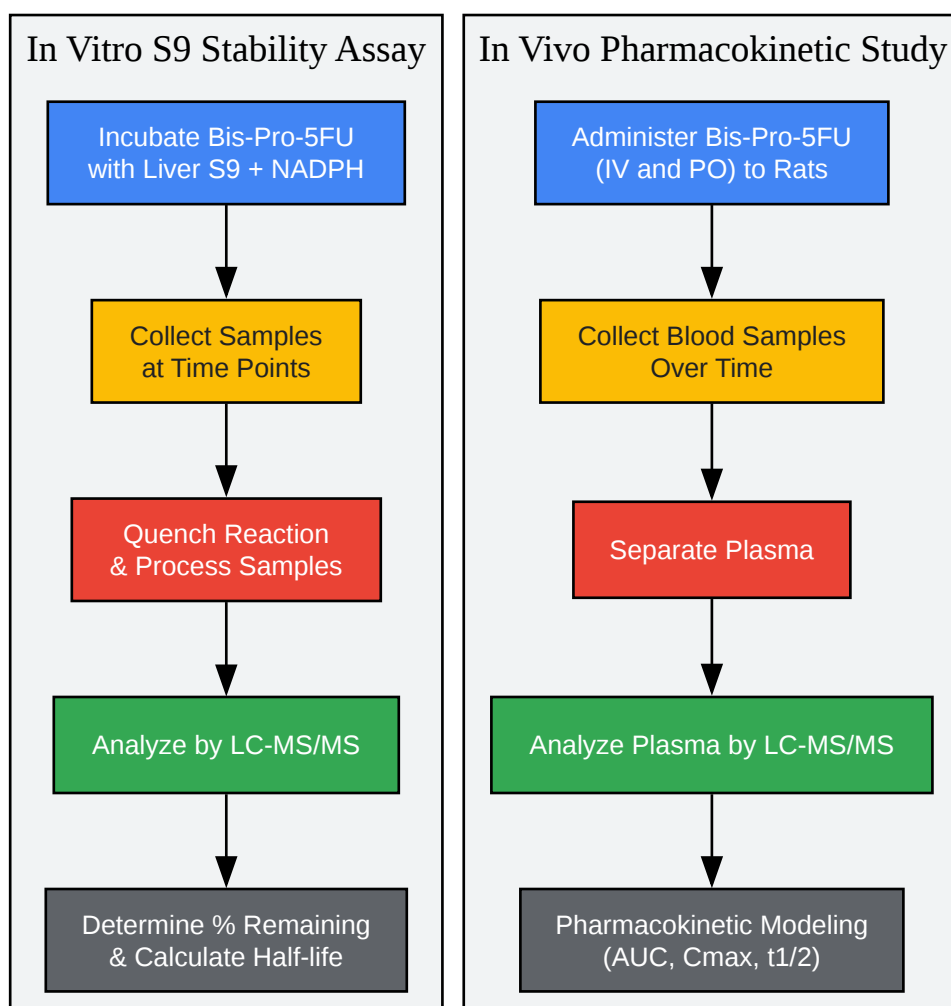 In Vitro S9 Stability Assay
Incubate Bis-Pro-5FU
with Liver S9 + NADPH
Collect Samples
at Time Points
Quench Reaction
& Process Samples
Analyze by LC-MS/MS
Determine % Remaining
& Calculate Half-life
In Vivo Pharmacokinetic Study
Administer Bis-Pro-5FU
(IV and PO) to Rats
Collect Blood Samples
Over Time
Separate Plasma
Analyze Plasma by LC-MS/MS
Pharmacokinetic Modeling
(AUC, Cmax, t1/2)